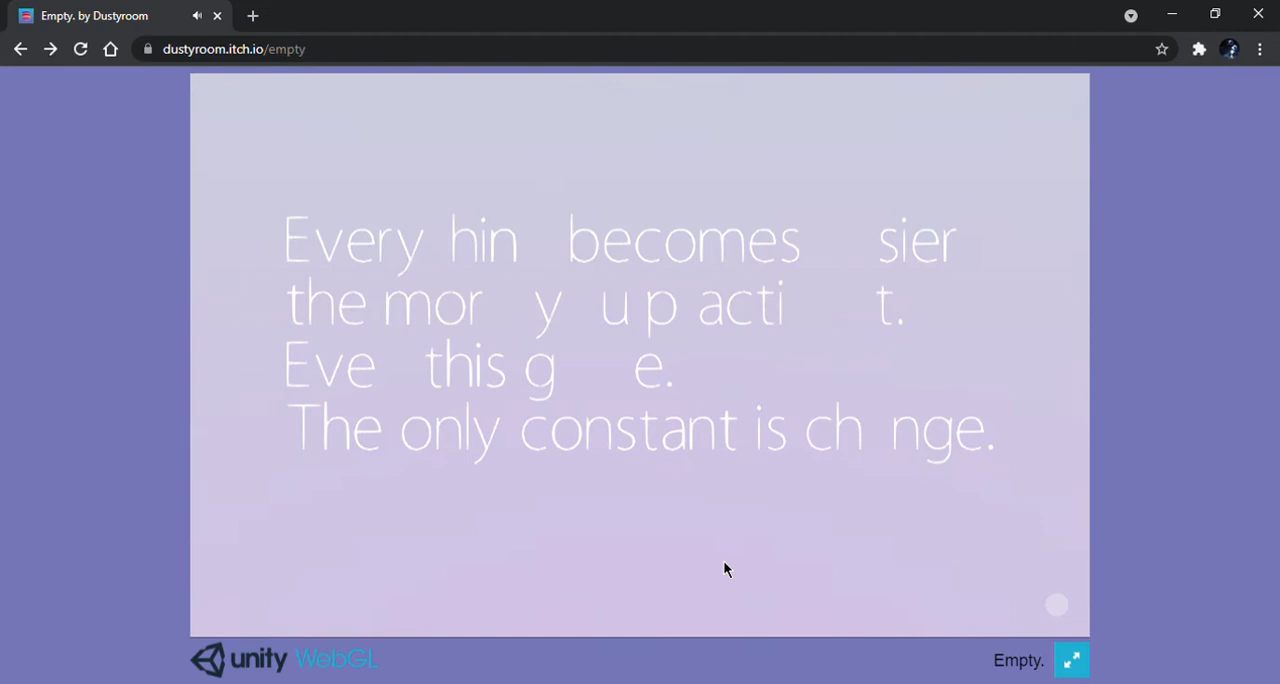 Empty. by Dustyroom
dustyroom.itch.io/empty
Every hin becomes sier
the mor y u p acti t.
Eve this g e.
The only constant is ch nge.
unity WebGL
Empty.